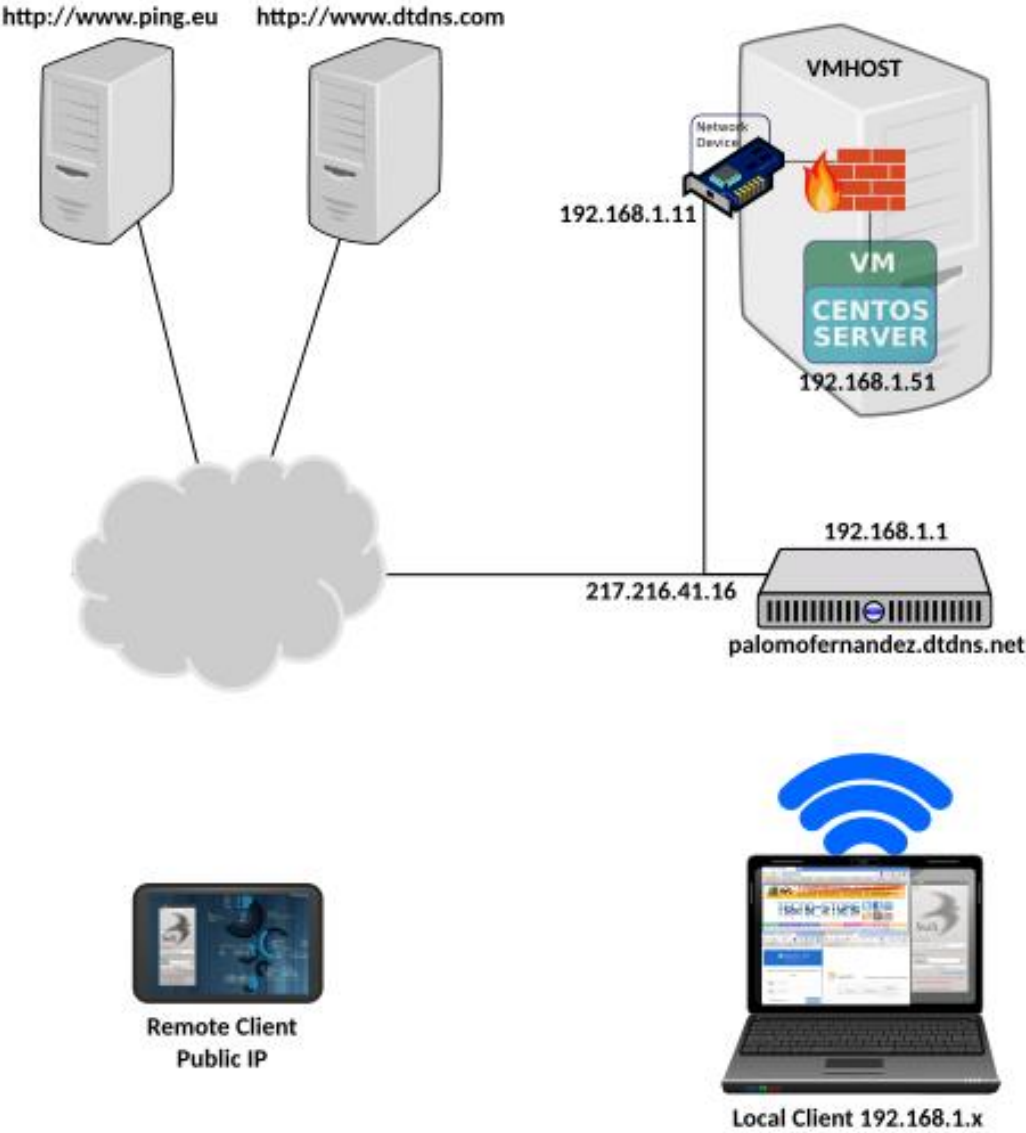 http://www.ping.eu
http://www.dtdns.com
VMHOST
Network
Device
192.168.1.11
VM
CENTOS
SERVER
192.168.1.51
192.168.1.1
217.216.41.16
palomofernandez.dtdns.net
Remote Client
Public IP
Local Client 192.168.1.x